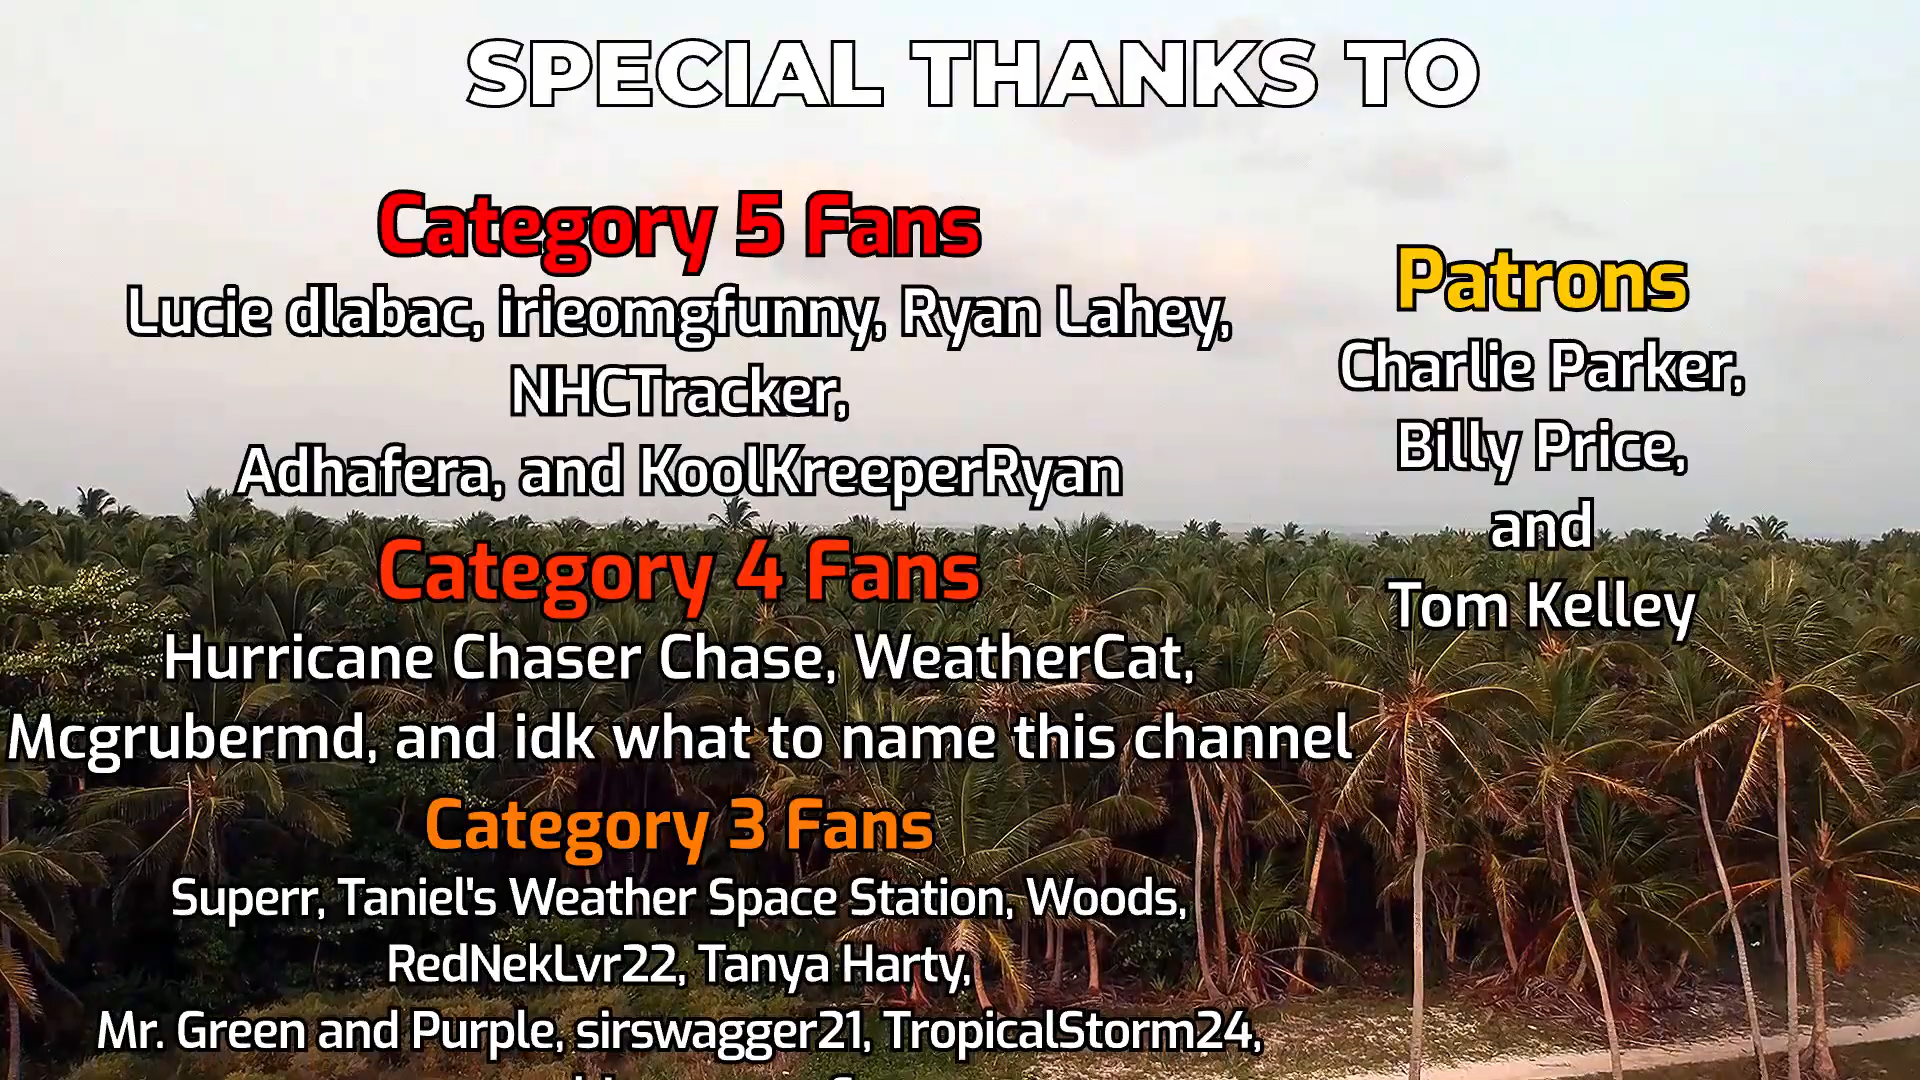 SPECIAL THANKS TO
Category 5 Fans
Lucie dlabac, irieomgfunny, Ryan Lahey,
NHCTracker,
Adhafera, and KoolKreeperRyan
Category 4 Fans
Hurricane Chaser Chase, WeatherCat,
Mcgrubermd, and idk what to name this channel
Category 3 Fans
Superr, Taniel's Weather Space Station, Woods,
RedNekLvr22, Tanya Harty,
Mr. Green and Purple, sirswagger21, TropicalStorm24,
Patrons
Charlie Parker,
Billy Price,
and
Tom Kelley